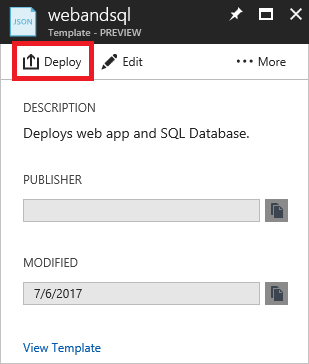 JSON
webandsql
Template - PREVIEW
Deploy Edit ••• More
DESCRIPTION
Deploys web app and SQL Database.
PUBLISHER
MODIFIED
7/6/2017
View Template